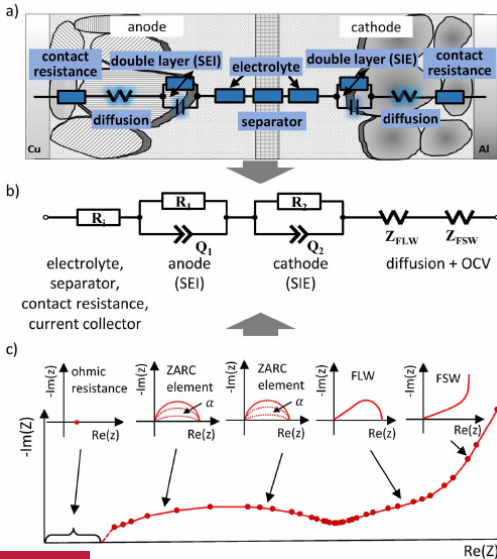 a)
anode
cathode
contact
resistance
double layer (SEI)
electrolyte
double layer (SIE)
contact
resistance
diffusion
separator
diffusion
Cu
Al
b)
Ri
R1
Q1
R2
Q2
ZFLW
ZFSW
electrolyte,
separator,
contact resistance,
current collector
anode
(SEI)
cathode
(SIE)
diffusion + OCV
c)
-Im(Z)
-Im(z)
ohmic
resistance
Re(z)
-Im(z)
ZARC
element
α
Re(z)
-Im(z)
ZARC
element
α
Re(z)
-Im(z)
FLW
Re(z)
-Im(z)
FSW
Re(z)
Re(Z)